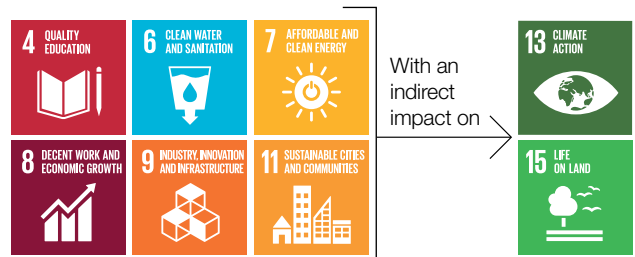 4 QUALITY
EDUCATION
6 CLEAN WATER
AND SANITATION
7 AFFORDABLE AND
CLEAN ENERGY
8 DECENT WORK AND
ECONOMIC GROWTH
9 INDUSTRY, INNOVATION
AND INFRASTRUCTURE
11 SUSTAINABLE CITIES
AND COMMUNITIES
With an
indirect
impact on
13 CLIMATE
ACTION
15 LIFE
ON LAND